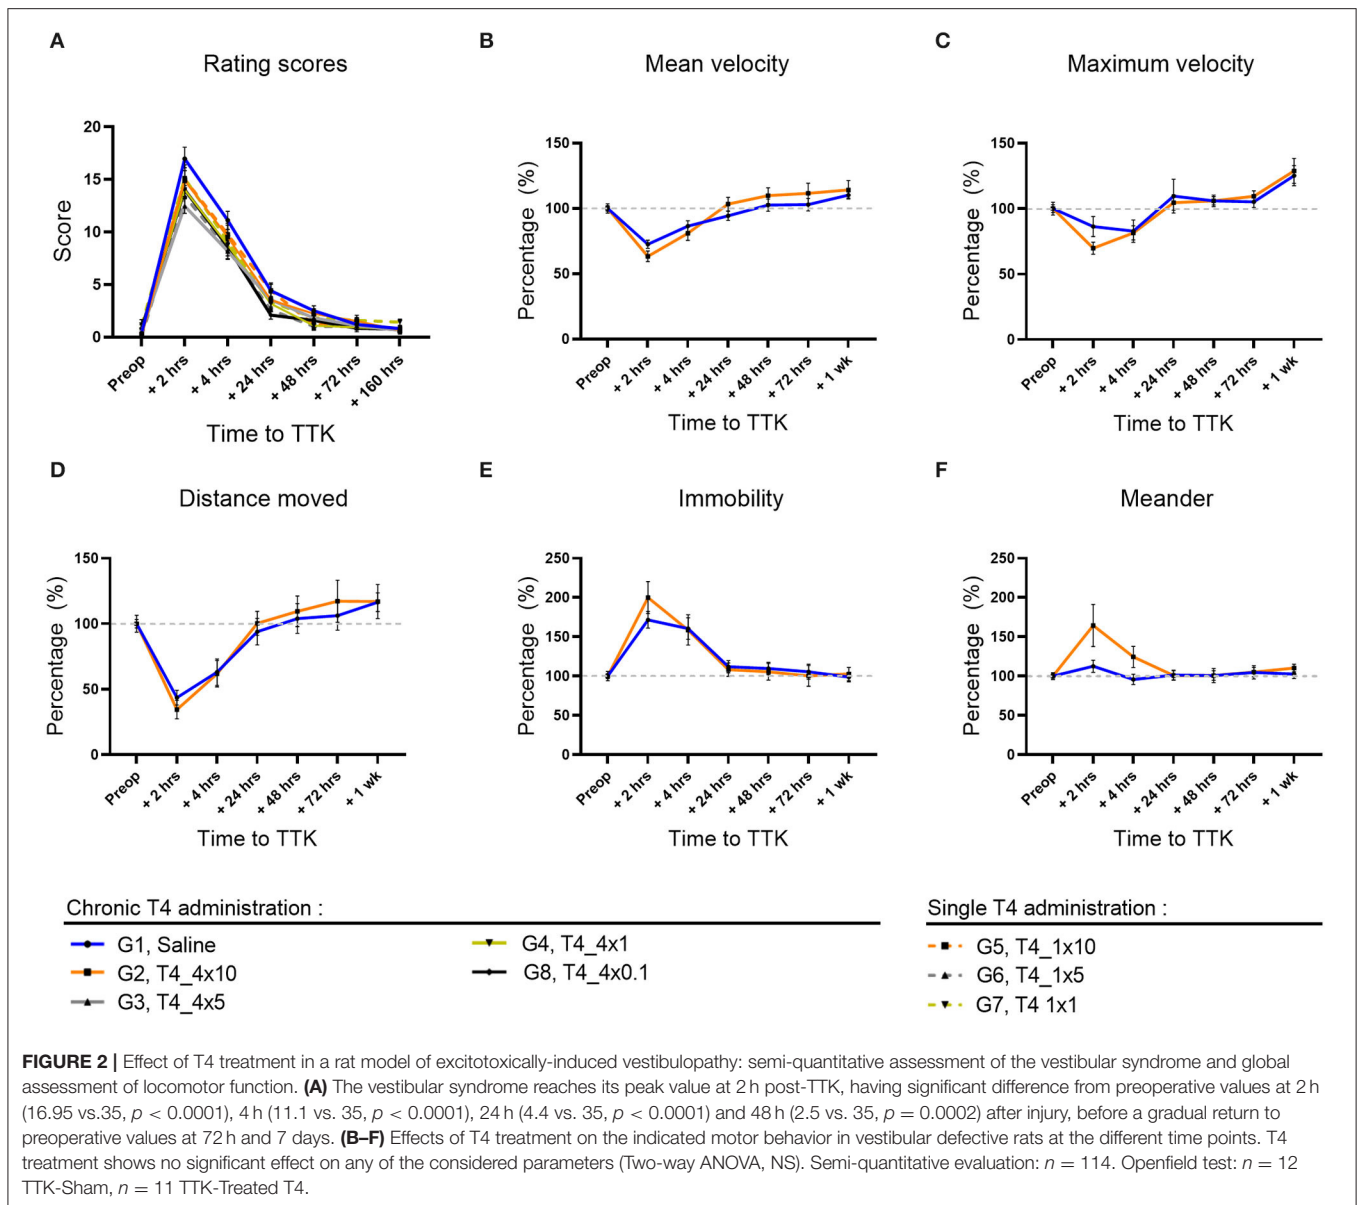 A
Rating scores
20
15
10
5
0
Score
Preop
+ 2 hrs
+ 4 hrs
+ 24 hrs
+ 48 hrs
+ 72 hrs
+ 160 hrs
Time to TTK
B
Mean velocity
150
100
50
0
Percentage (%)
Preop
+ 2 hrs
+ 4 hrs
+ 24 hrs
+ 48 hrs
+ 72 hrs
+ 1 wk
Time to TTK
C
Maximum velocity
150
100
50
0
Percentage (%)
Preop
+ 2 hrs
+ 4 hrs
+ 24 hrs
+ 48 hrs
+ 72 hrs
+ 1 wk
Time to TTK
D
Distance moved
150
100
50
0
Percentage (%)
Preop
+ 2 hrs
+ 4 hrs
+ 24 hrs
+ 48 hrs
+ 72 hrs
+ 1 wk
Time to TTK
E
Immobility
250
200
150
100
50
0
Percentage (%)
Preop
+ 2 hrs
+ 4 hrs
+ 24 hrs
+ 48 hrs
+ 72 hrs
+ 1 wk
Time to TTK
F
Meander
250
200
150
100
50
0
Percentage (%)
Preop
+ 2 hrs
+ 4 hrs
+ 24 hrs
+ 48 hrs
+ 72 hrs
+ 1 wk
Time to TTK
Chronic T4 administration :
G1, Saline
G2, T4_4x10
G3, T4_4x5
G4, T4_4x1
G8, T4_4x0.1
Single T4 administration :
G5, T4_1x10
G6, T4_1x5
G7, T4 1x1
FIGURE 2 | Effect of T4 treatment in a rat model of excitotoxically-induced vestibulopathy: semi-quantitative assessment of the vestibular syndrome and global
assessment of locomotor function. (A) The vestibular syndrome reaches its peak value at 2 h post-TTK, having significant difference from preoperative values at 2 h
(16.95 vs.35, p < 0.0001), 4 h (11.1 vs. 35, p < 0.0001), 24 h (4.4 vs. 35, p < 0.0001) and 48 h (2.5 vs. 35, p = 0.0002) after injury, before a gradual return to
preoperative values at 72 h and 7 days. (B–F) Effects of T4 treatment on the indicated motor behavior in vestibular defective rats at the different time points. T4
treatment shows no significant effect on any of the considered parameters (Two-way ANOVA, NS). Semi-quantitative evaluation: n = 114. Openfield test: n = 12
TTK-Sham, n = 11 TTK-Treated T4.